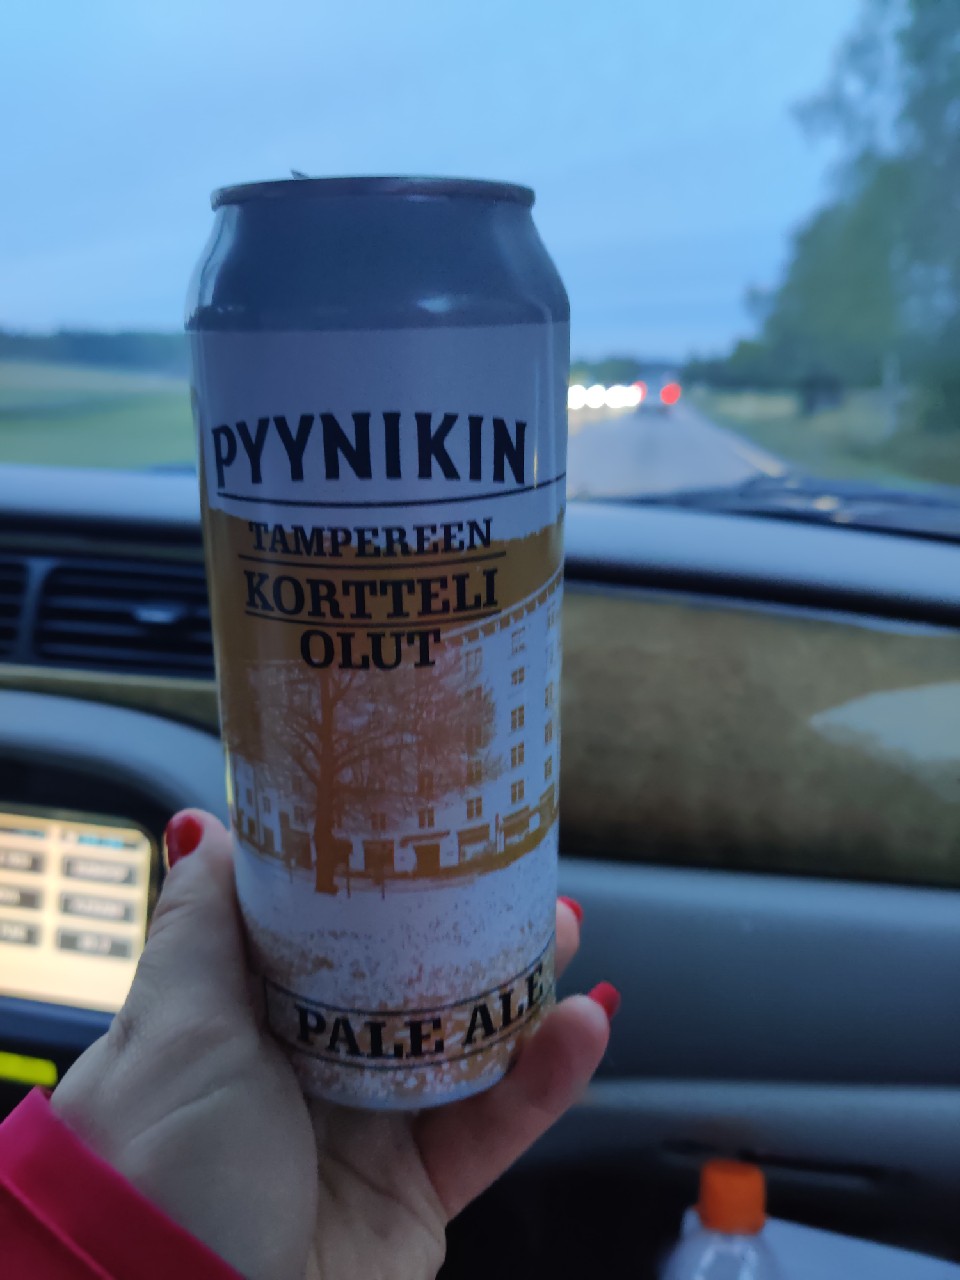 PYYNIKIN
TAMPEREEN
KORTTELI
OLUT
PALE ALE